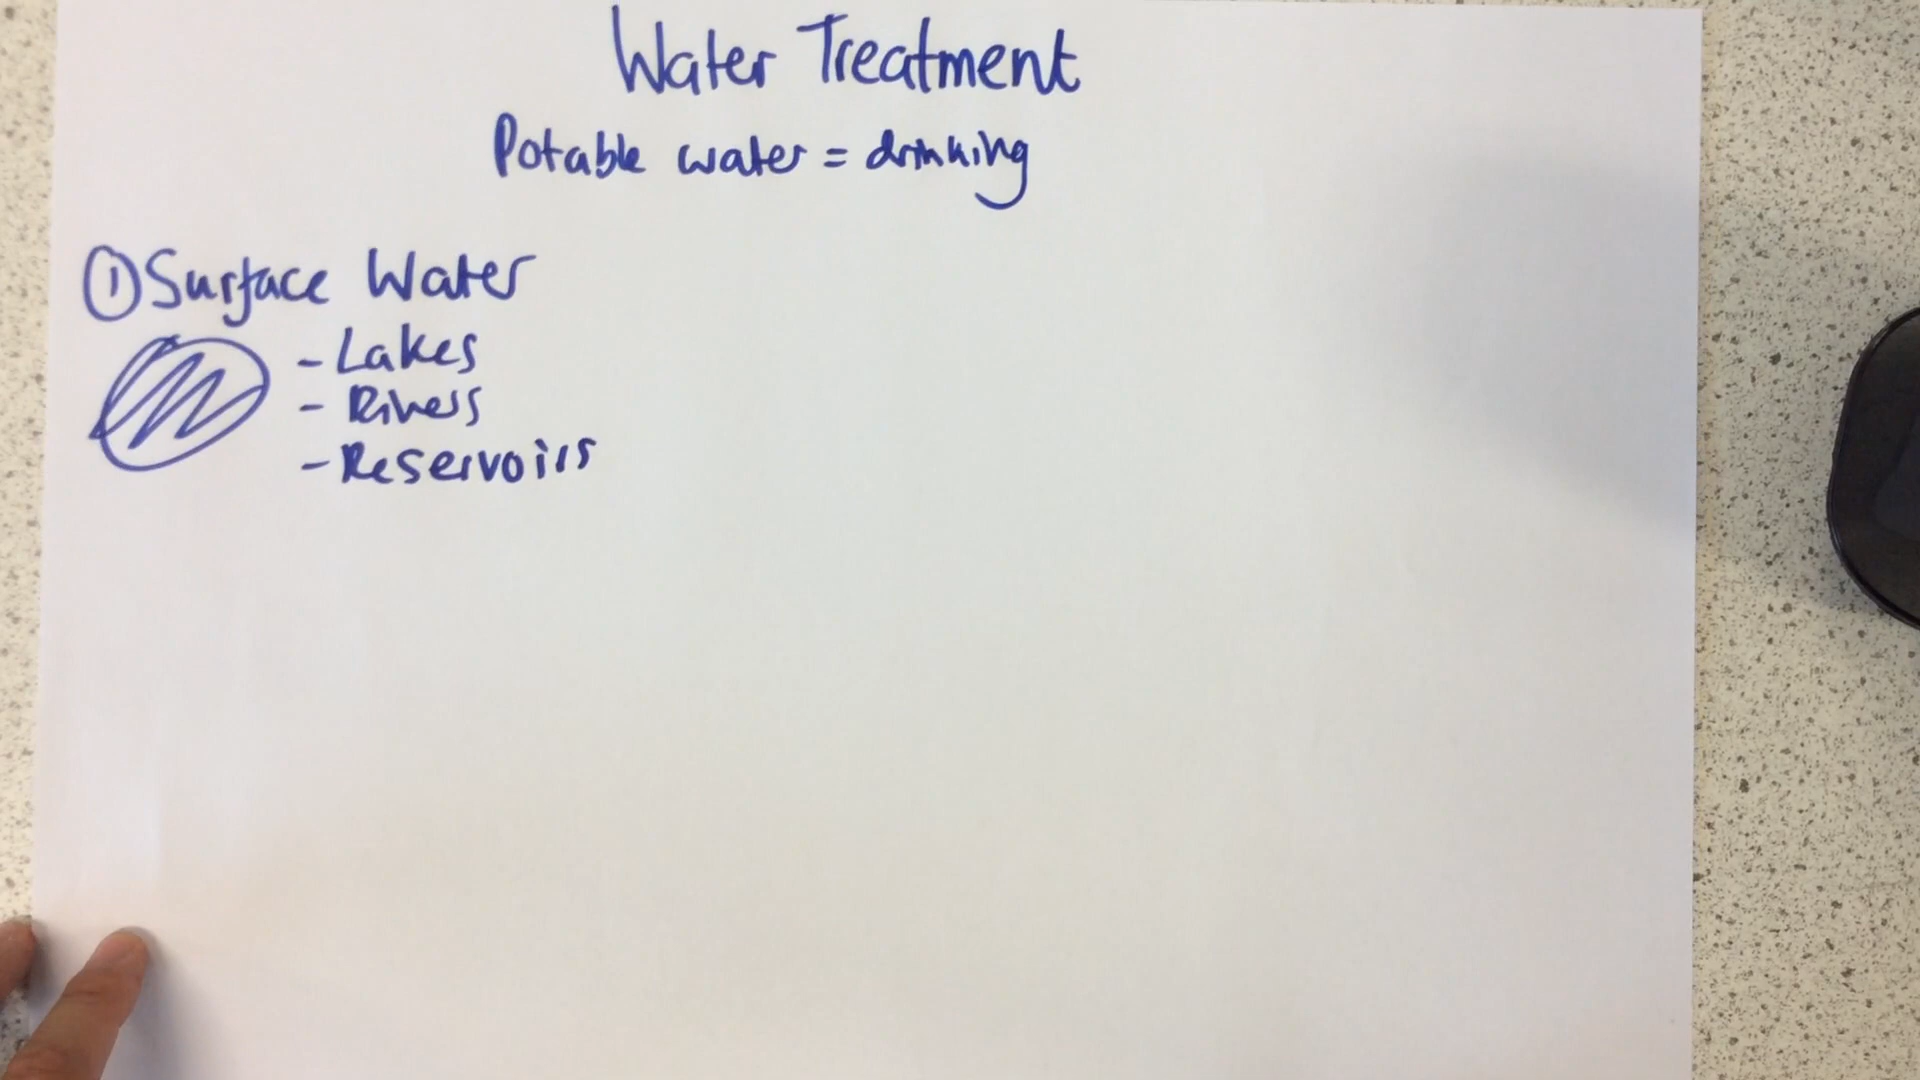 Water Treatment
Potable water = drinking
① Surface Water
- Lakes
- Rivers
- Reservoirs